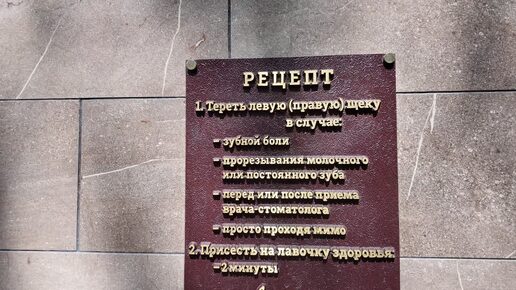 РЕЦЕПТ
1. Тереть левую (правую) щеку
в случае:
- зубной боли
- прорезывания молочного
или постоянного зуба
- перед или после приема
врача-стоматолога
- просто проходя мимо
2. Присесть на лавочку здоровья:
- 2 минуты